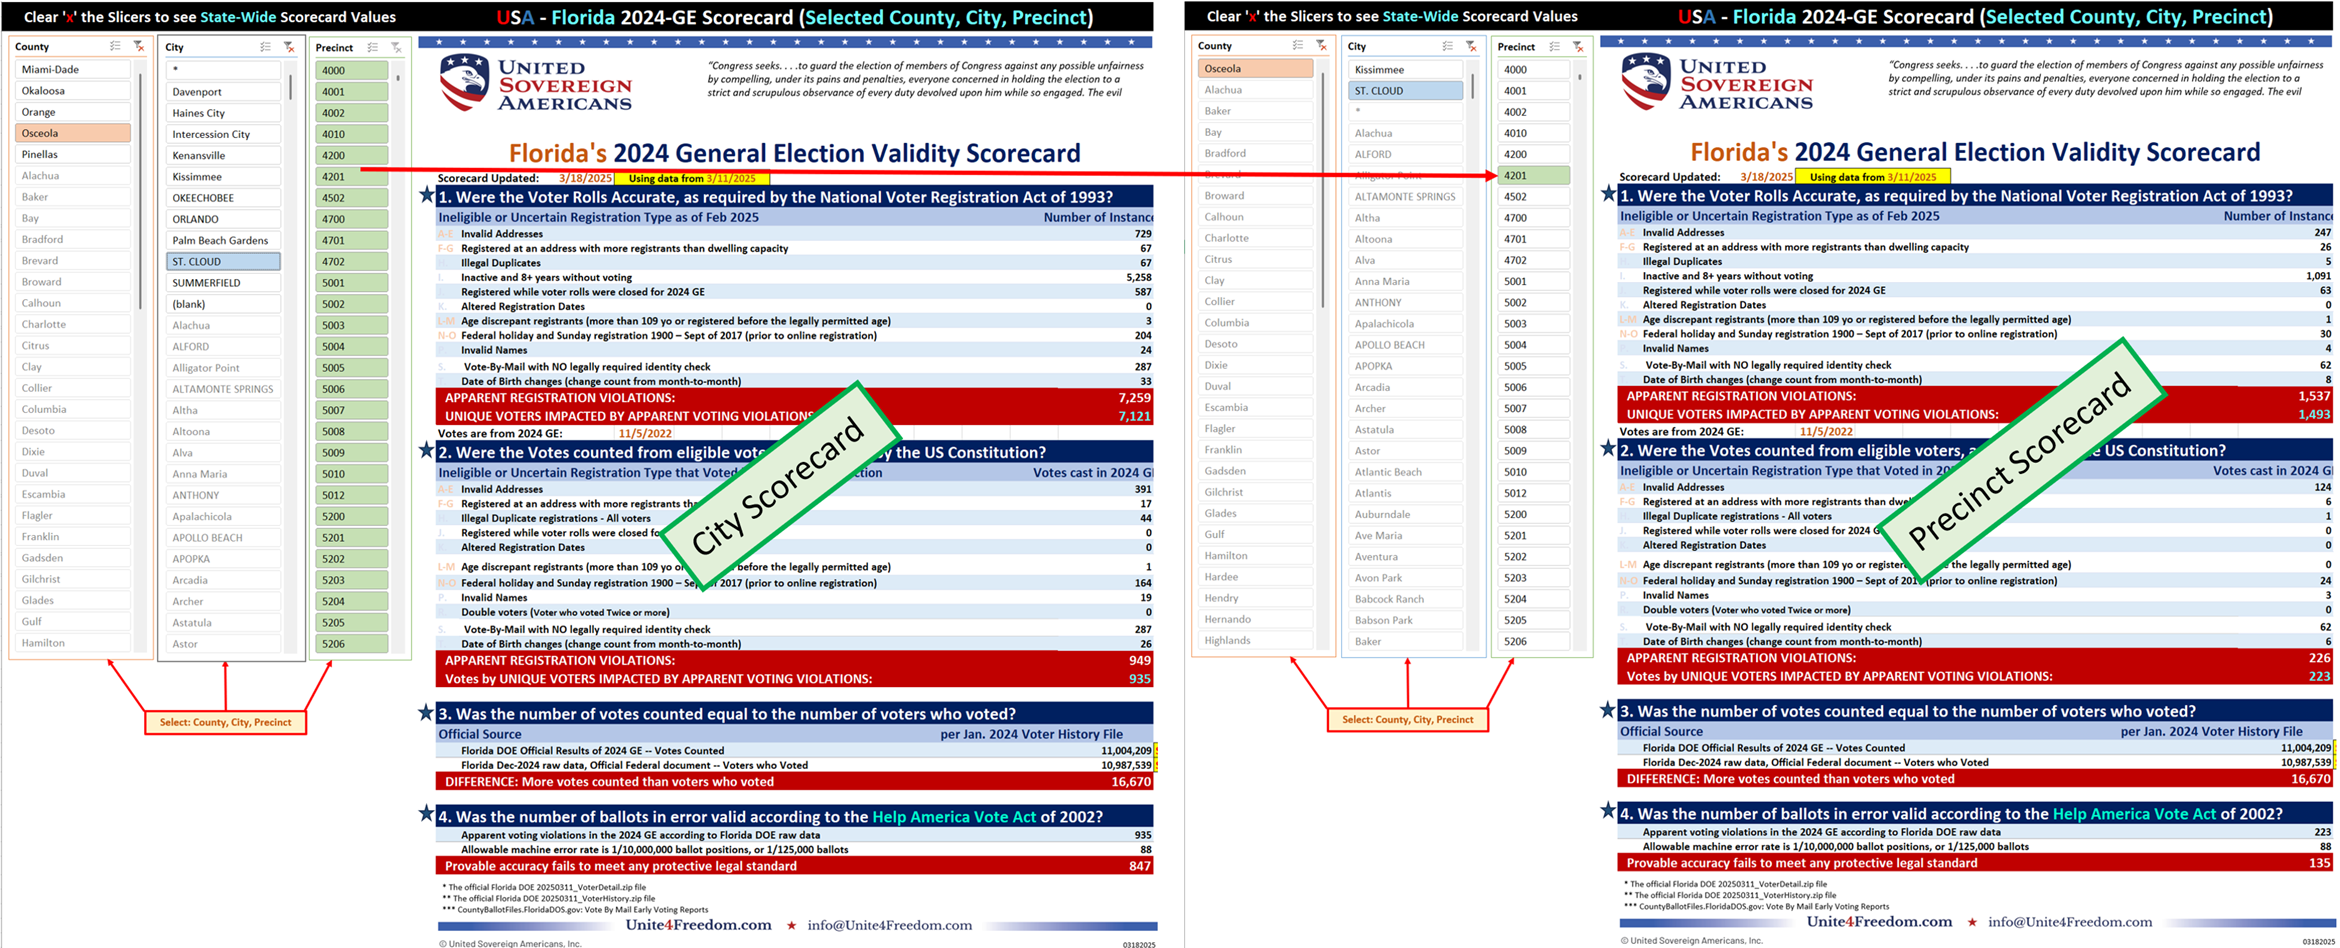 Clear 'x' the Slicers to see State-Wide Scorecard Values
USA - Florida 2024-GE Scorecard (Selected County, City, Precinct)
County
Miami-Dade
Okaloosa
Orange
Osceola
Pinellas
Alachua
Baker
Bay
Bradford
Brevard
Broward
Calhoun
Charlotte
Citrus
Clay
Collier
Columbia
Desoto
Dixie
Duval
Escambia
Flagler
Franklin
Gadsden
Gilchrist
Glades
Gulf
Hamilton
City
*
Davenport
Haines City
Intercession City
Kenansville
Kissimmee
OKEECHOBEE
ORLANDO
Palm Beach Gardens
ST. CLOUD
SUMMERFIELD
(blank)
Alachua
ALFORD
Alligator Point
ALTAMONTE SPRINGS
Altha
Altoona
Alva
Anna Maria
ANTHONY
Apalachicola
APOLLO BEACH
APOPKA
Arcadia
Archer
Astatula
Astor
Precinct
4000
4001
4002
4010
4200
4201
4502
4700
4701
4702
5001
5002
5003
5004
5005
5006
5007
5008
5009
5010
5012
5200
5201
5202
5203
5204
5205
5206
Select: County, City, Precinct
UNITED
SOVEREIGN
AMERICANS
"Congress seeks. . . .to guard the election of members of Congress against any possible unfairness
by compelling, under its pains and penalties, everyone concerned in holding the election to a
strict and scrupulous observance of every duty devolved upon him while so engaged. The evil
Florida's 2024 General Election Validity Scorecard
Scorecard Updated: 3/18/2025 Using data from 3/11/2025
1. Were the Voter Rolls Accurate, as required by the National Voter Registration Act of 1993?
Ineligible or Uncertain Registration Type as of Feb 2025 Number of Instance
A-E Invalid Addresses 729
F-G Registered at an address with more registrants than dwelling capacity 67
Illegal Duplicates 67
I. Inactive and 8+ years without voting 5,258
Registered while voter rolls were closed for 2024 GE 587
K. Altered Registration Dates 0
L-M Age discrepant registrants (more than 109 yo or registered before the legally permitted age) 3
N-O Federal holiday and Sunday registration 1900 – Sept of 2017 (prior to online registration) 204
Invalid Names 24
S. Vote-By-Mail with NO legally required identity check 287
Date of Birth changes (change count from month-to-month) 33
APPARENT REGISTRATION VIOLATIONS: 7,259
UNIQUE VOTERS IMPACTED BY APPARENT VOTING VIOLATIONS 7,121
Votes are from 2024 GE: 11/5/2022
2. Were the Votes counted from eligible vote y the US Constitution?
Ineligible or Uncertain Registration Type that Voted ction Votes cast in 2024 GE
A-E Invalid Addresses 391
F-G Registered at an address with more registrants tha 17
Illegal Duplicate registrations - All voters 44
J. Registered while voter rolls were closed fo 0
Altered Registration Dates 0
L-M Age discrepant registrants (more than 109 yo or before the legally permitted age) 1
N-O Federal holiday and Sunday registration 1900 – Sept of 2017 (prior to online registration) 164
P. Invalid Names 19
Double voters (Voter who voted Twice or more) 0
S. Vote-By-Mail with NO legally required identity check 287
Date of Birth changes (change count from month-to-month) 26
APPARENT REGISTRATION VIOLATIONS: 949
Votes by UNIQUE VOTERS IMPACTED BY APPARENT VOTING VIOLATIONS: 935
City Scorecard
3. Was the number of votes counted equal to the number of voters who voted?
Official Source per Jan. 2024 Voter History File
Florida DOE Official Results of 2024 GE -- Votes Counted 11,004,209
Florida Dec-2024 raw data, Official Federal document -- Voters who Voted 10,987,539
DIFFERENCE: More votes counted than voters who voted 16,670
4. Was the number of ballots in error valid according to the Help America Vote Act of 2002?
Apparent voting violations in the 2024 GE according to Florida DOE raw data 935
Allowable machine error rate is 1/10,000,000 ballot positions, or 1/125,000 ballots 88
Provable accuracy fails to meet any protective legal standard 847
* The official Florida DOE 20250311_VoterDetail.zip file
** The official Florida DOE 20250311_VoterHistory.zip file
*** CountyBallotFiles.FloridaDOS.gov: Vote By Mail Early Voting Reports
Unite4Freedom.com ★ info@Unite4Freedom.com
© United Sovereign Americans, Inc. 03182025
Clear 'x' the Slicers to see State-Wide Scorecard Values
USA - Florida 2024-GE Scorecard (Selected County, City, Precinct)
County
Osceola
Alachua
Baker
Bay
Bradford
Brevard
Broward
Calhoun
Charlotte
Citrus
Clay
Collier
Columbia
Desoto
Dixie
Duval
Escambia
Flagler
Franklin
Gadsden
Gilchrist
Glades
Gulf
Hamilton
Hardee
Hendry
Hernando
Highlands
City
Kissimmee
ST. CLOUD
*
Alachua
ALFORD
Alligator Point
ALTAMONTE SPRINGS
Altha
Altoona
Alva
Anna Maria
ANTHONY
Apalachicola
APOLLO BEACH
APOPKA
Arcadia
Archer
Astatula
Astor
Atlantic Beach
Atlantis
Auburndale
Ave Maria
Aventura
Avon Park
Babcock Ranch
Babson Park
Baker
Precinct
4000
4001
4002
4010
4200
4201
4502
4700
4701
4702
5001
5002
5003
5004
5005
5006
5007
5008
5009
5010
5012
5200
5201
5202
5203
5204
5205
5206
Select: County, City, Precinct
UNITED
SOVEREIGN
AMERICANS
"Congress seeks. . . .to guard the election of members of Congress against any possible unfairness
by compelling, under its pains and penalties, everyone concerned in holding the election to a
strict and scrupulous observance of every duty devolved upon him while so engaged. The evil
Florida's 2024 General Election Validity Scorecard
Scorecard Updated: 3/18/2025 Using data from 3/11/2025
1. Were the Voter Rolls Accurate, as required by the National Voter Registration Act of 1993?
Ineligible or Uncertain Registration Type as of Feb 2025 Number of Instance
A-E Invalid Addresses 247
F-G Registered at an address with more registrants than dwelling capacity 26
Illegal Duplicates 5
I. Inactive and 8+ years without voting 1,091
Registered while voter rolls were closed for 2024 GE 63
K. Altered Registration Dates 0
L-M Age discrepant registrants (more than 109 yo or registered before the legally permitted age) 1
N-O Federal holiday and Sunday registration 1900 – Sept of 2017 (prior to online registration) 30
Invalid Names 4
S. Vote-By-Mail with NO legally required identity check 62
Date of Birth changes (change count from month-to-month) 8
APPARENT REGISTRATION VIOLATIONS: 1,537
UNIQUE VOTERS IMPACTED BY APPARENT VOTING VIOLATIONS: 1,493
Votes are from 2024 GE: 11/5/2022
2. Were the Votes counted from eligible voters, a e US Constitution?
Ineligible or Uncertain Registration Type that Voted in 20 Votes cast in 2024 GE
A-E Invalid Addresses 124
F-G Registered at an address with more registrants than dwel 6
Illegal Duplicate registrations - All voters 1
J. Registered while voter rolls were closed for 2024 G 0
Altered Registration Dates 0
L-M Age discrepant registrants (more than 109 yo or regist e the legally permitted age) 0
N-O Federal holiday and Sunday registration 1900 – Sept of 201 (prior to online registration) 24
P. Invalid Names 3
Double voters (Voter who voted Twice or more) 0
S. Vote-By-Mail with NO legally required identity check 62
Date of Birth changes (change count from month-to-month) 6
APPARENT REGISTRATION VIOLATIONS: 226
Votes by UNIQUE VOTERS IMPACTED BY APPARENT VOTING VIOLATIONS: 223
Precinct Scorecard
3. Was the number of votes counted equal to the number of voters who voted?
Official Source per Jan. 2024 Voter History File
Florida DOE Official Results of 2024 GE -- Votes Counted 11,004,209
Florida Dec-2024 raw data, Official Federal document -- Voters who Voted 10,987,539
DIFFERENCE: More votes counted than voters who voted 16,670
4. Was the number of ballots in error valid according to the Help America Vote Act of 2002?
Apparent voting violations in the 2024 GE according to Florida DOE raw data 223
Allowable machine error rate is 1/10,000,000 ballot positions, or 1/125,000 ballots 88
Provable accuracy fails to meet any protective legal standard 135
* The official Florida DOE 20250311_VoterDetail.zip file
** The official Florida DOE 20250311_VoterHistory.zip file
*** CountyBallotFiles.FloridaDOS.gov: Vote By Mail Early Voting Reports
Unite4Freedom.com ★ info@Unite4Freedom.com
© United Sovereign Americans, Inc. 03182025